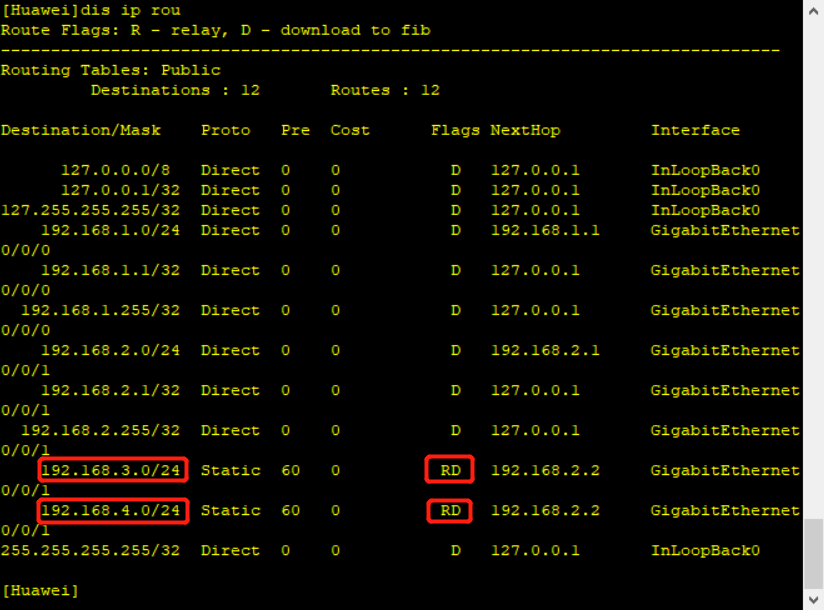 [Huawei]dis ip rou
Route Flags: R - relay, D - download to fib
------------------------------------------------------------------------------
Routing Tables: Public
         Destinations : 12       Routes : 12

Destination/Mask    Proto   Pre  Cost         Flags NextHop         Interface

      127.0.0.0/8   Direct  0    0              D   127.0.0.1       InLoopBack0
      127.0.0.1/32  Direct  0    0              D   127.0.0.1       InLoopBack0
127.255.255.255/32  Direct  0    0              D   127.0.0.1       InLoopBack0
    192.168.1.0/24  Direct  0    0              D   192.168.1.1     GigabitEthernet
0/0/0
    192.168.1.1/32  Direct  0    0              D   127.0.0.1       GigabitEthernet
0/0/0
  192.168.1.255/32  Direct  0    0              D   127.0.0.1       GigabitEthernet
0/0/0
    192.168.2.0/24  Direct  0    0              D   192.168.2.1     GigabitEthernet
0/0/1
    192.168.2.1/32  Direct  0    0              D   127.0.0.1       GigabitEthernet
0/0/1
  192.168.2.255/32  Direct  0    0              D   127.0.0.1       GigabitEthernet
0/0/1
    192.168.3.0/24  Static  60   0             RD   192.168.2.2     GigabitEthernet
0/0/1
    192.168.4.0/24  Static  60   0             RD   192.168.2.2     GigabitEthernet
0/0/1
255.255.255.255/32  Direct  0    0              D   127.0.0.1       InLoopBack0

[Huawei]